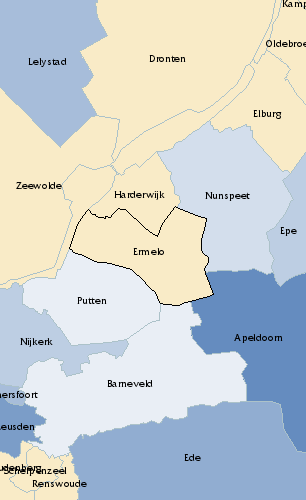 Kamp
Oldebroe
Dronten
Lelystad
Elburg
Zeewolde
Harderwijk
Nunspeet
Epe
Ermelo
Putten
Apeldoorn
Nijkerk
Barneveld
ersfoort
eusden
Ede
udenberg
Scherpenzeel
Renswoude